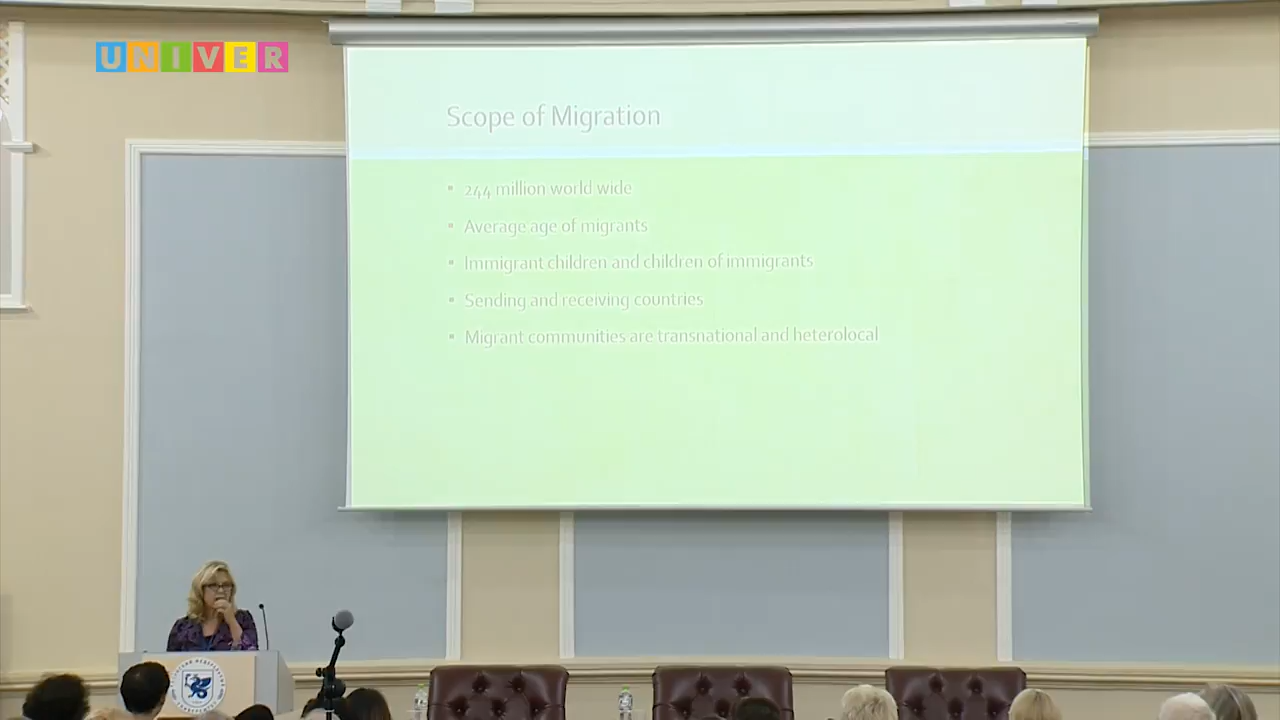 UNIVER
Scope of Migration
▪ 244 million world wide
▪ Average age of migrants
▪ Immigrant children and children of immigrants
▪ Sending and receiving countries
▪ Migrant communities are transnational and heterolocal